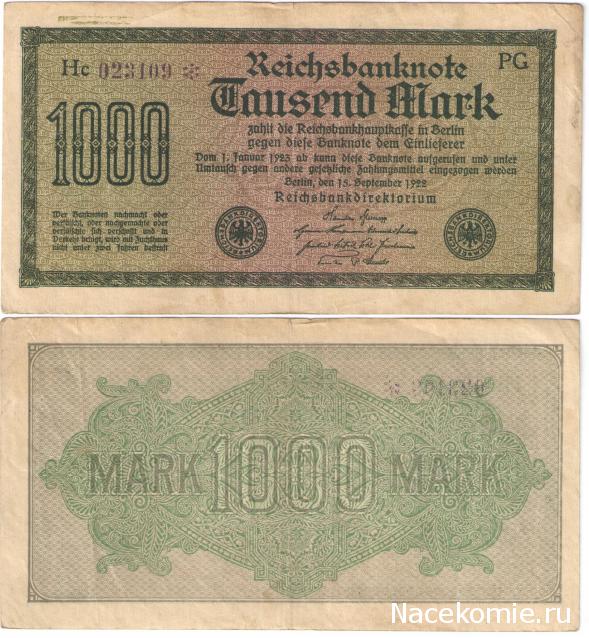 Hc 023109 *
PG
Reichsbanknote
Tausend Mark
1000
zahlt die Reichsbankhauptkasse in Berlin
gegen diese Banknote dem Einlieferer
Vom 1. Januar 1923 ab kann diese Banknote aufgerufen und unter
Umtausch gegen andere gesetzliche Zahlungsmittel eingezogen werden
Berlin, den 15. September 1922
Reichsbankdirektorium
Wer Banknoten nachmacht oder
verfälscht, oder nachgemachte oder
verfälschte sich verschafft und in
Verkehr bringt, wird mit Zuchthaus
nicht unter zwei Jahren bestraft
MARK 1000 MARK
Nacekomie.ru